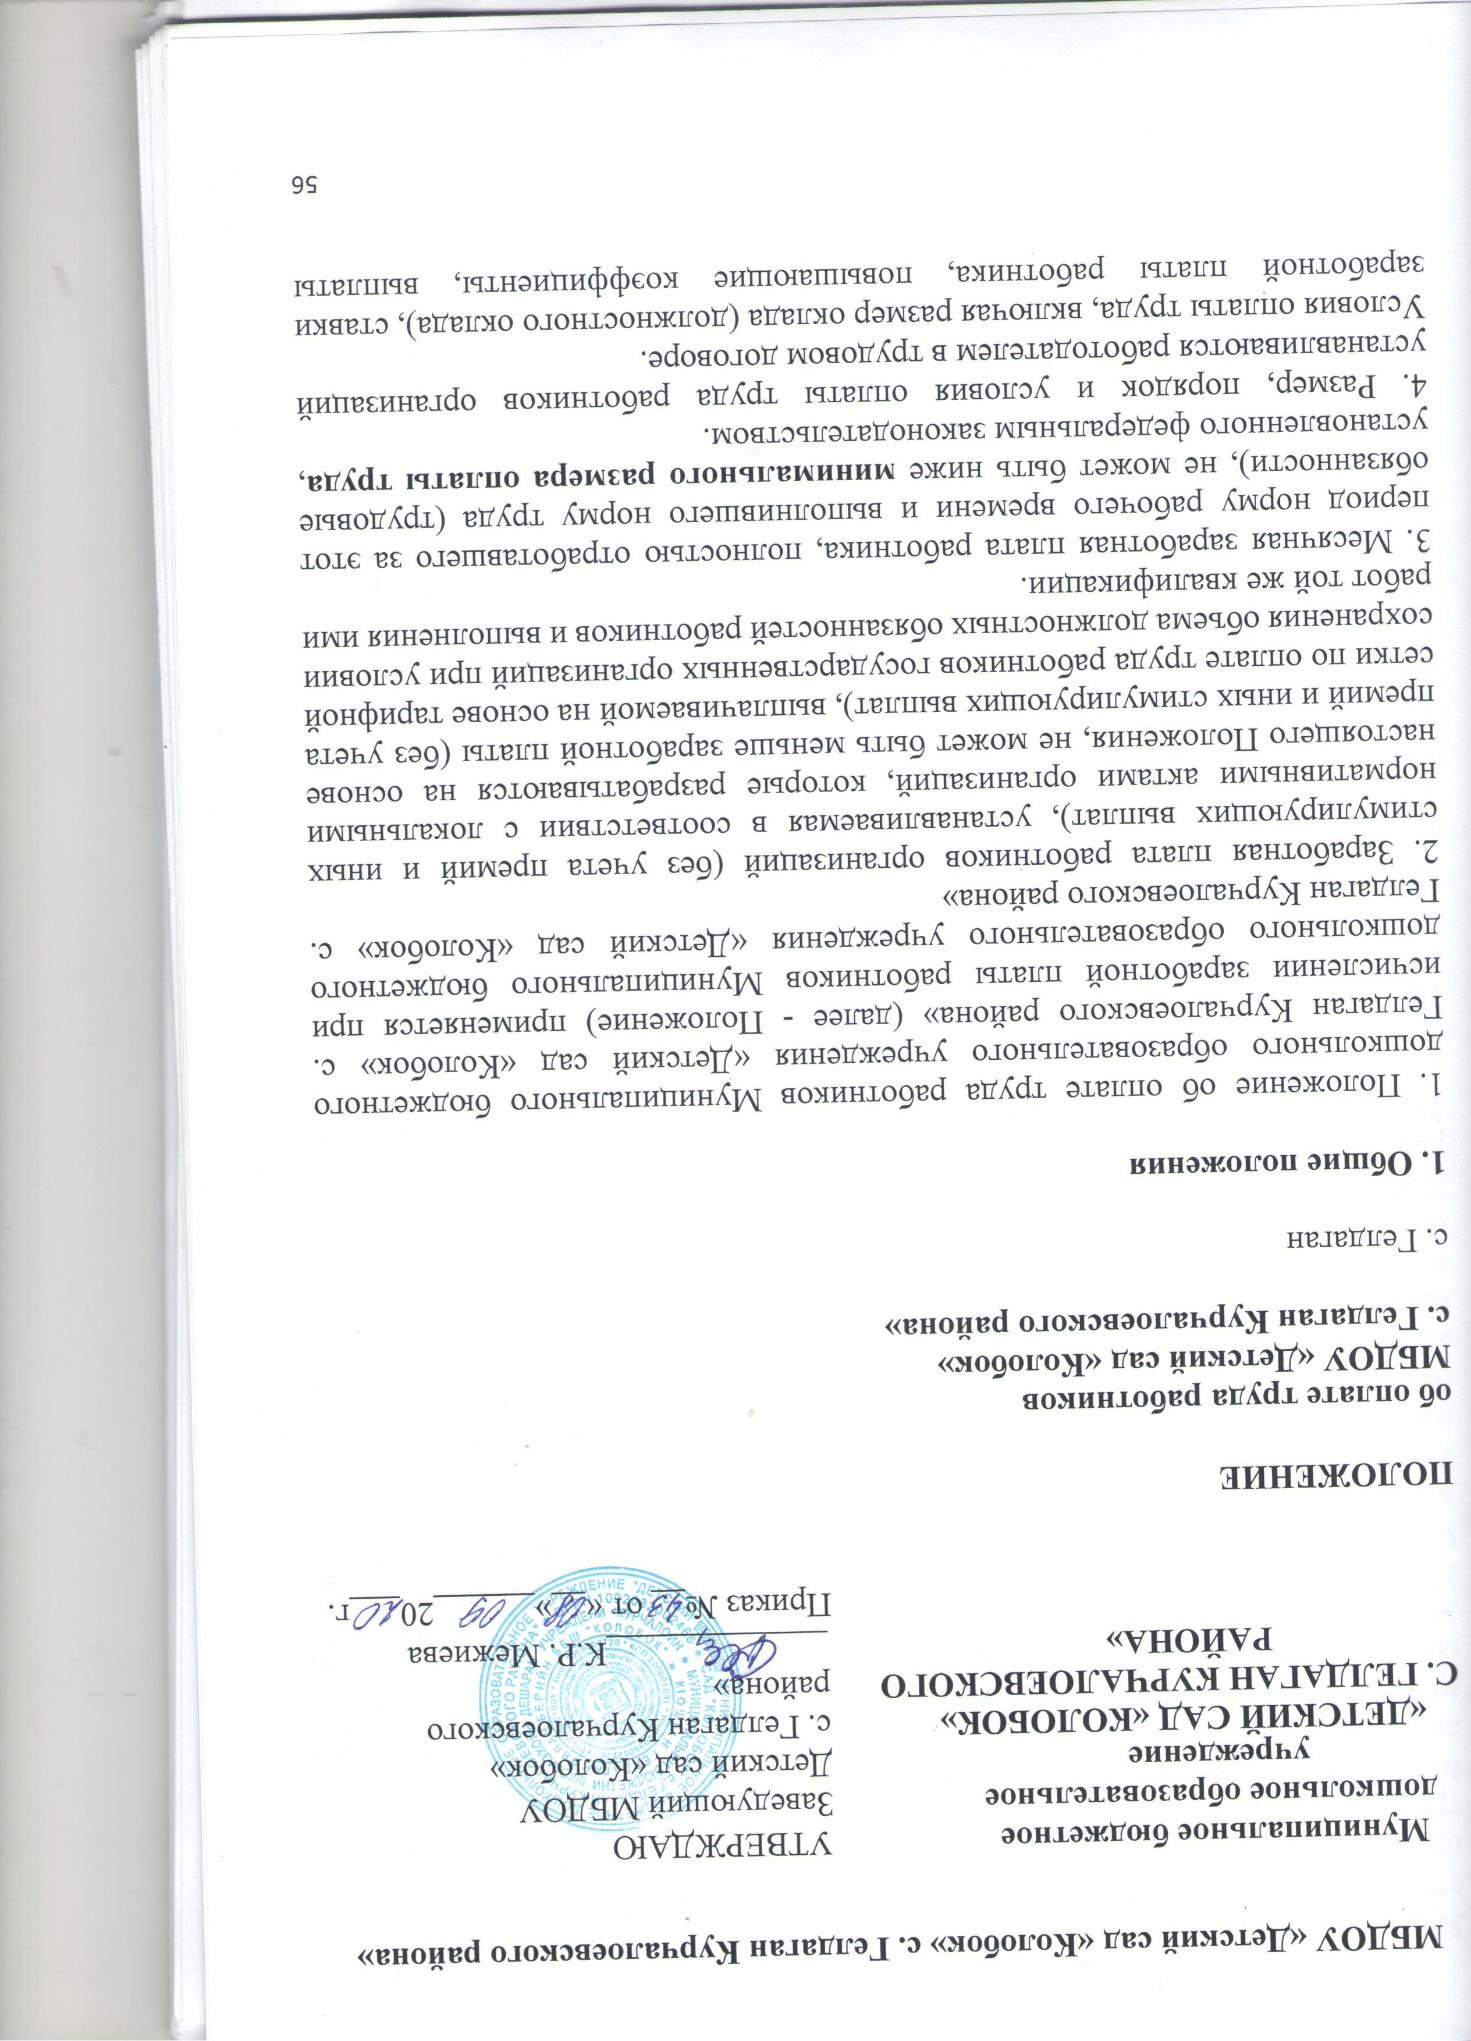 МБДОУ «Детский сад «Колобок» с. Гелдаган Курчалоевского района»
Муниципальное бюджетное
дошкольное образовательное
учреждение
«ДЕТСКИЙ САД «КОЛОБОК»
С. ГЕЛДАГАН КУРЧАЛОЕВСКОГО
РАЙОНА»
УТВЕРЖДАЮ
Заведующий МБДОУ
Детский сад «Колобок»
с. Гелдаган Курчалоевского
района»
К.Р. Межиева
Приказ № 43 от «08» 09 2020г.
ПОЛОЖЕНИЕ
об оплате труда работников
МБДОУ «Детский сад «Колобок»
с. Гелдаган Курчалоевского района»
с. Гелдаган
1. Общие положения
1. Положение об оплате труда работников Муниципального бюджетного
дошкольного образовательного учреждения «Детский сад «Колобок» с.
Гелдаган Курчалоевского района» (далее - Положение) применяется при
исчислении заработной платы работников Муниципального бюджетного
дошкольного образовательного учреждения «Детский сад «Колобок» с.
Гелдаган Курчалоевского района»
2. Заработная плата работников организаций (без учета премий и иных
стимулирующих выплат), устанавливаемая в соответствии с локальными
нормативными актами организаций, которые разрабатываются на основе
настоящего Положения, не может быть меньше заработной платы (без учета
премий и иных стимулирующих выплат), выплачиваемой на основе тарифной
сетки по оплате труда работников государственных организаций при условии
сохранения объема должностных обязанностей работников и выполнения ими
работ той же квалификации.
3. Месячная заработная плата работника, полностью отработавшего за этот
период норму рабочего времени и выполнившего норму труда (трудовые
обязанности), не может быть ниже минимального размера оплаты труда,
установленного федеральным законодательством.
4. Размер, порядок и условия оплаты труда работников организаций
устанавливаются работодателем в трудовом договоре.
Условия оплаты труда, включая размер оклада (должностного оклада), ставки
заработной платы работника, повышающие коэффициенты, выплаты
56